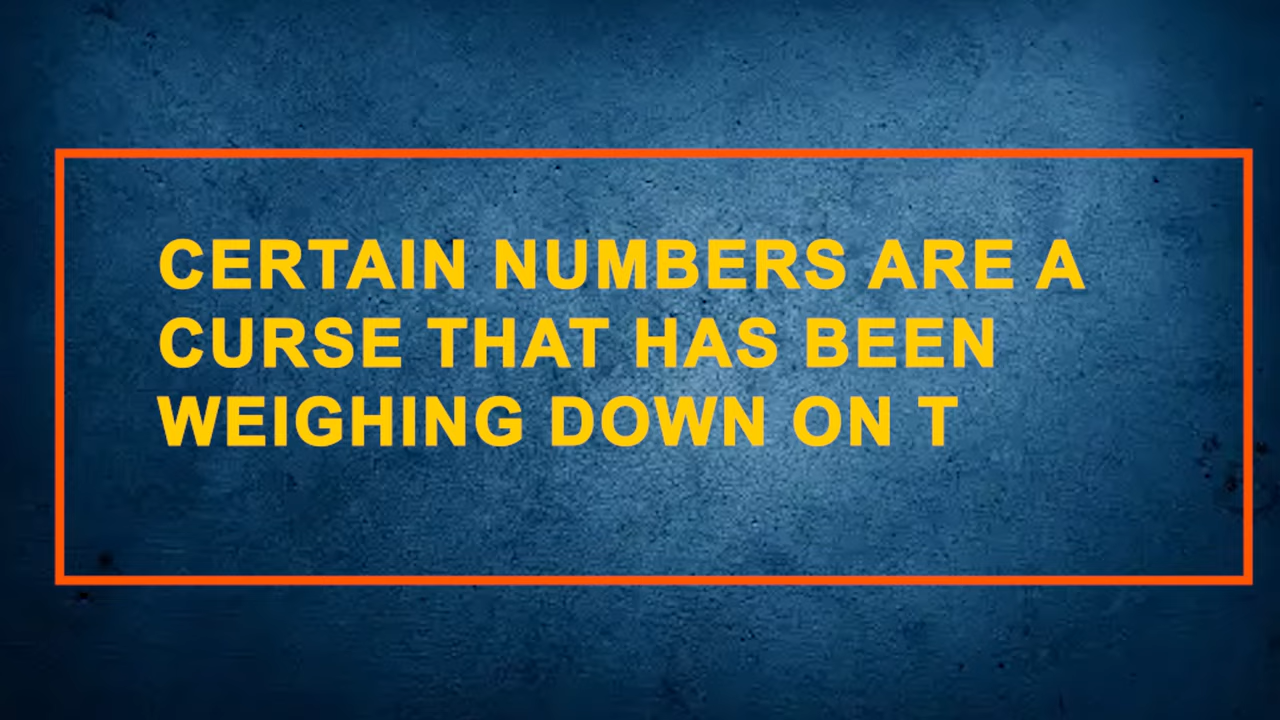 CERTAIN NUMBERS ARE A
CURSE THAT HAS BEEN
WEIGHING DOWN ON T